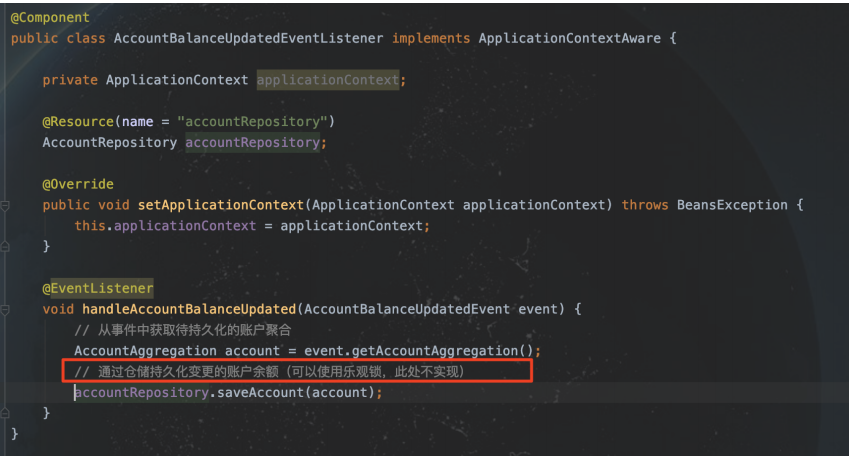 @Component
public class AccountBalanceUpdatedEventListener implements ApplicationContextAware {
private ApplicationContext applicationContext;
@Resource(name = "accountRepository")
AccountRepository accountRepository;
@Override
public void setApplicationContext(ApplicationContext applicationContext) throws BeansException {
this.applicationContext = applicationContext;
}
@EventListener
void handleAccountBalanceUpdated(AccountBalanceUpdatedEvent event) {
// 从事件中获取待持久化的账户聚合
AccountAggregation account = event.getAccountAggregation();
// 通过仓储持久化变更的账户余额（可以使用乐观锁，此处不实现）
accountRepository.saveAccount(account);
}
}